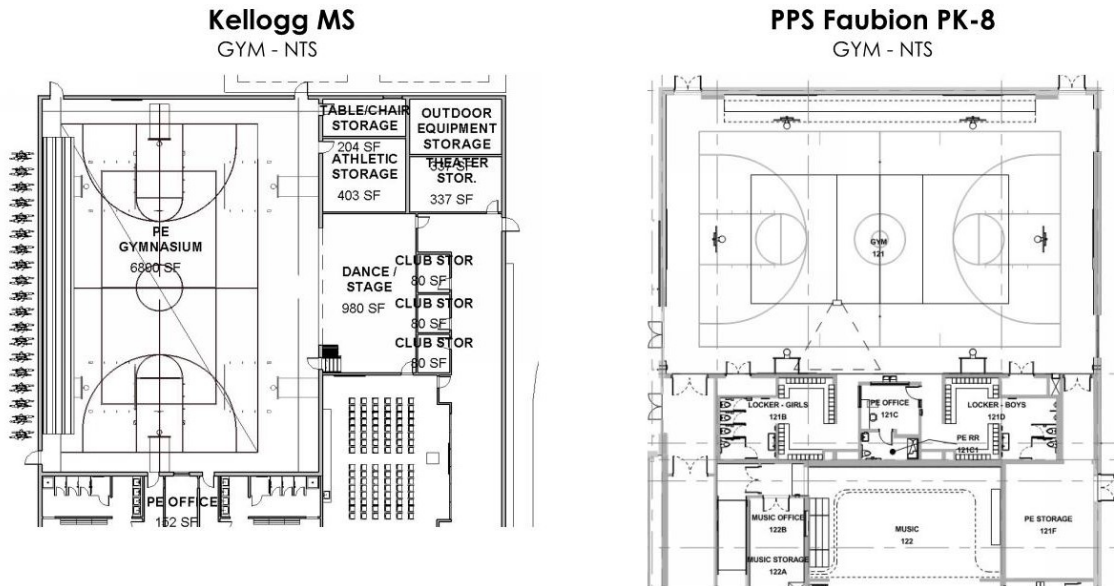 Kellogg MS
GYM - NTS
TABLE/CHAIR
STORAGE
204 SF
ATHLETIC
STORAGE
403 SF
OUTDOOR
EQUIPMENT
STORAGE
337 SF
THEATER
STOR.
337 SF
PE
GYMNASIUM
6800 SF
DANCE /
STAGE
980 SF
CLUB STOR
80 SF
CLUB STOR
80 SF
CLUB STOR
80 SF
PE OFFICE
152 SF
PPS Faubion PK-8
GYM - NTS
GYM
121
LOCKER - GIRLS
121B
PE OFFICE
121C
LOCKER - BOYS
121D
PE RR
121C1
MUSIC OFFICE
122B
MUSIC
122
PE STORAGE
121F
MUSIC STORAGE
122A